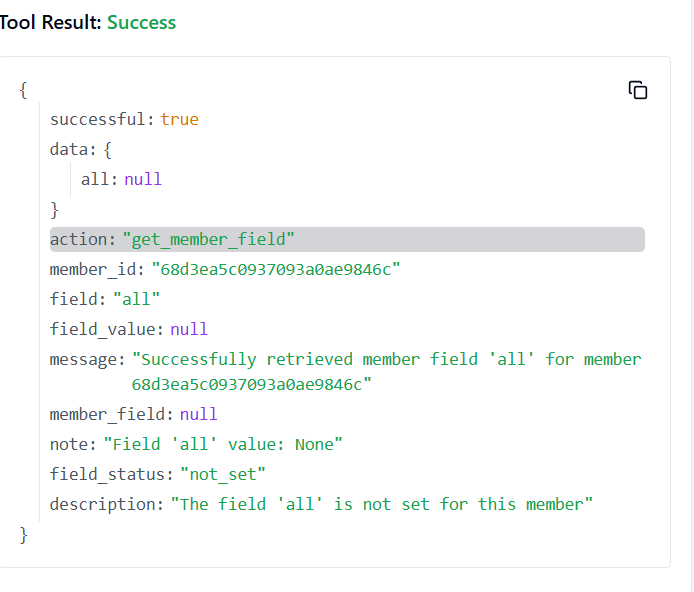 Tool Result: Success
{
successful: true
data: {
all: null
}
action: "get_member_field"
member_id: "68d3ea5c0937093a0ae9846c"
field: "all"
field_value: null
message: "Successfully retrieved member field 'all' for member
68d3ea5c0937093a0ae9846c"
member_field: null
note: "Field 'all' value: None"
field_status: "not_set"
description: "The field 'all' is not set for this member"
}